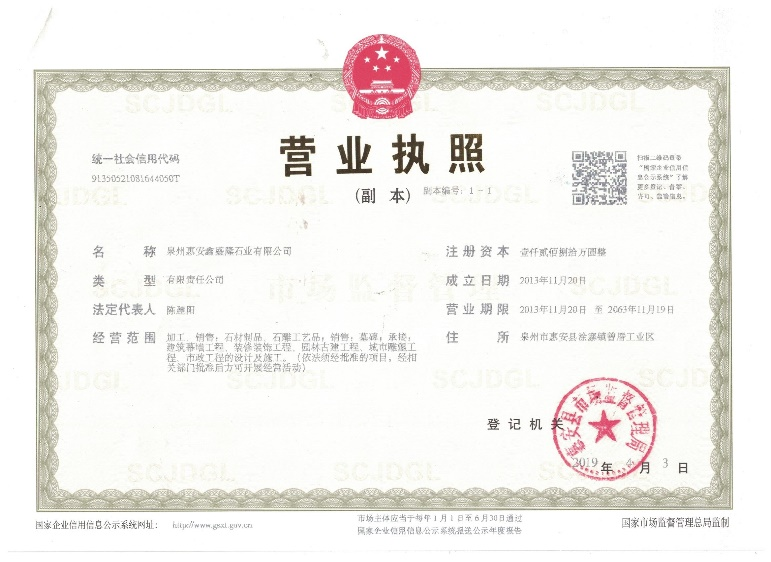 营业执照
(副 本) 副本编号：1-1
统一社会信用代码
91350521081644050T
扫描二维码登录
“国家企业信用信
息公示系统”了解
更多登记、备案、
许可、监管信息。
名 称 泉州惠安鑫盛隆石业有限公司
类 型 有限责任公司
法定代表人
经营范围 加工、销售：石材制品、石雕工艺品；销售：墓碑；承接：
建筑幕墙工程、装修装饰工程、园林古建工程、城市雕塑工
程、市政工程的设计及施工。（依法须经批准的项目，经相
关部门批准后方可开展经营活动）
注册资本 壹仟贰佰捌拾万圆整
成立日期 2013年11月20日
营业期限 2013年11月20日 至 2063年11月19日
住 所 泉州市惠安县涂寨镇曾厝工业区
登记机关
惠安县市场监督管理局
2019 年 月 3 日
国家企业信用信息公示系统网址： http://www.gsxt.gov.cn
市场主体应当于每年1月1日至6月30日通过
国家企业信用信息公示系统报送公示年度报告
国家市场监督管理总局监制